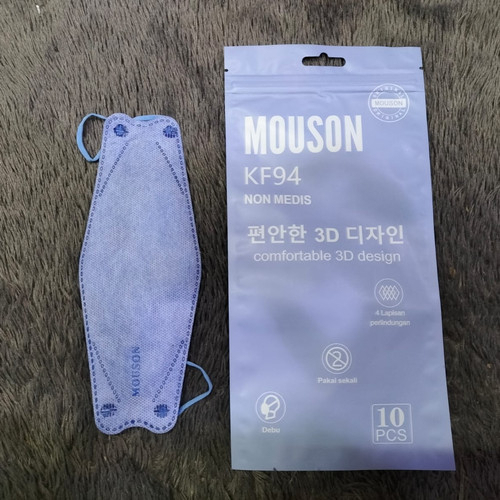 MOUSON
MOUSON
KF94
NON MEDIS
편안한 3D 디자인
comfortable 3D design
4 Lapisan
perlindungan
Pakai sekali
Debu
10
PCS
MOUSON